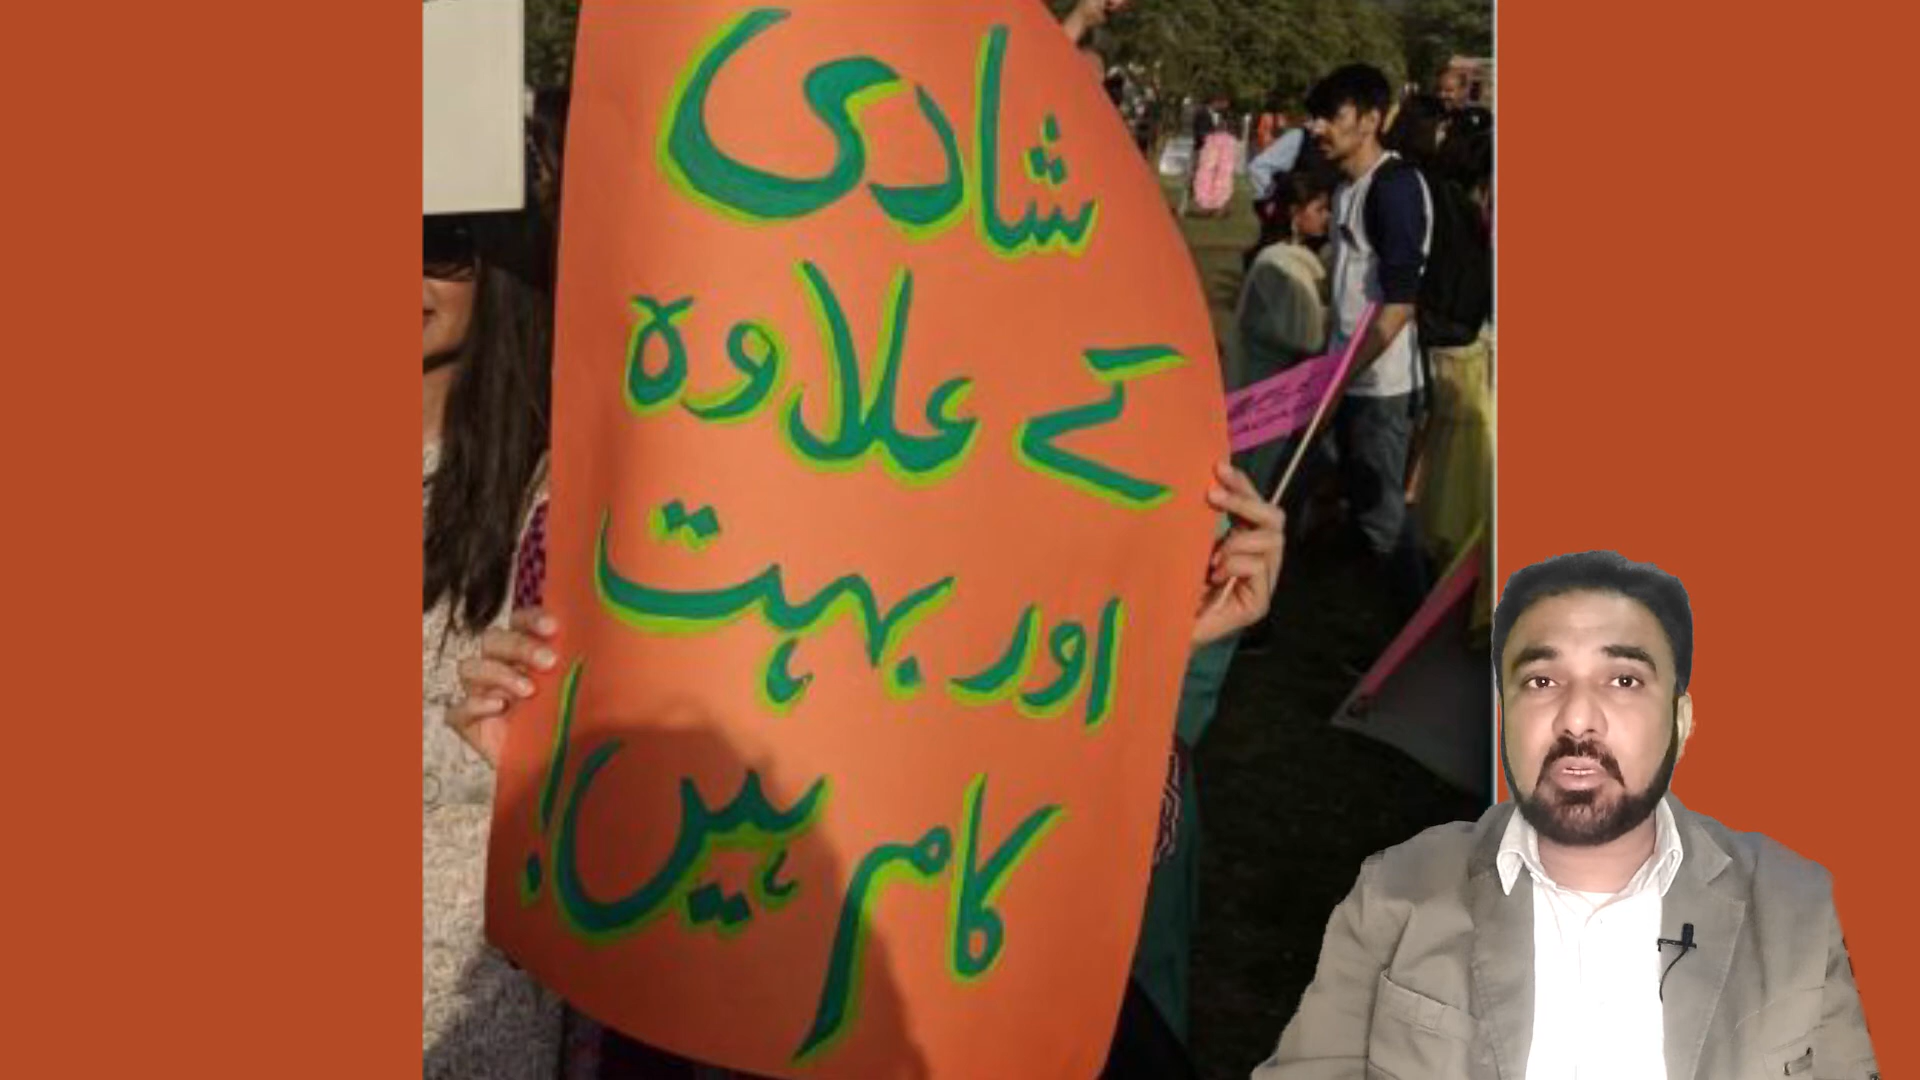 شادی
کے علاوہ
اور بہت
کام ہیں!